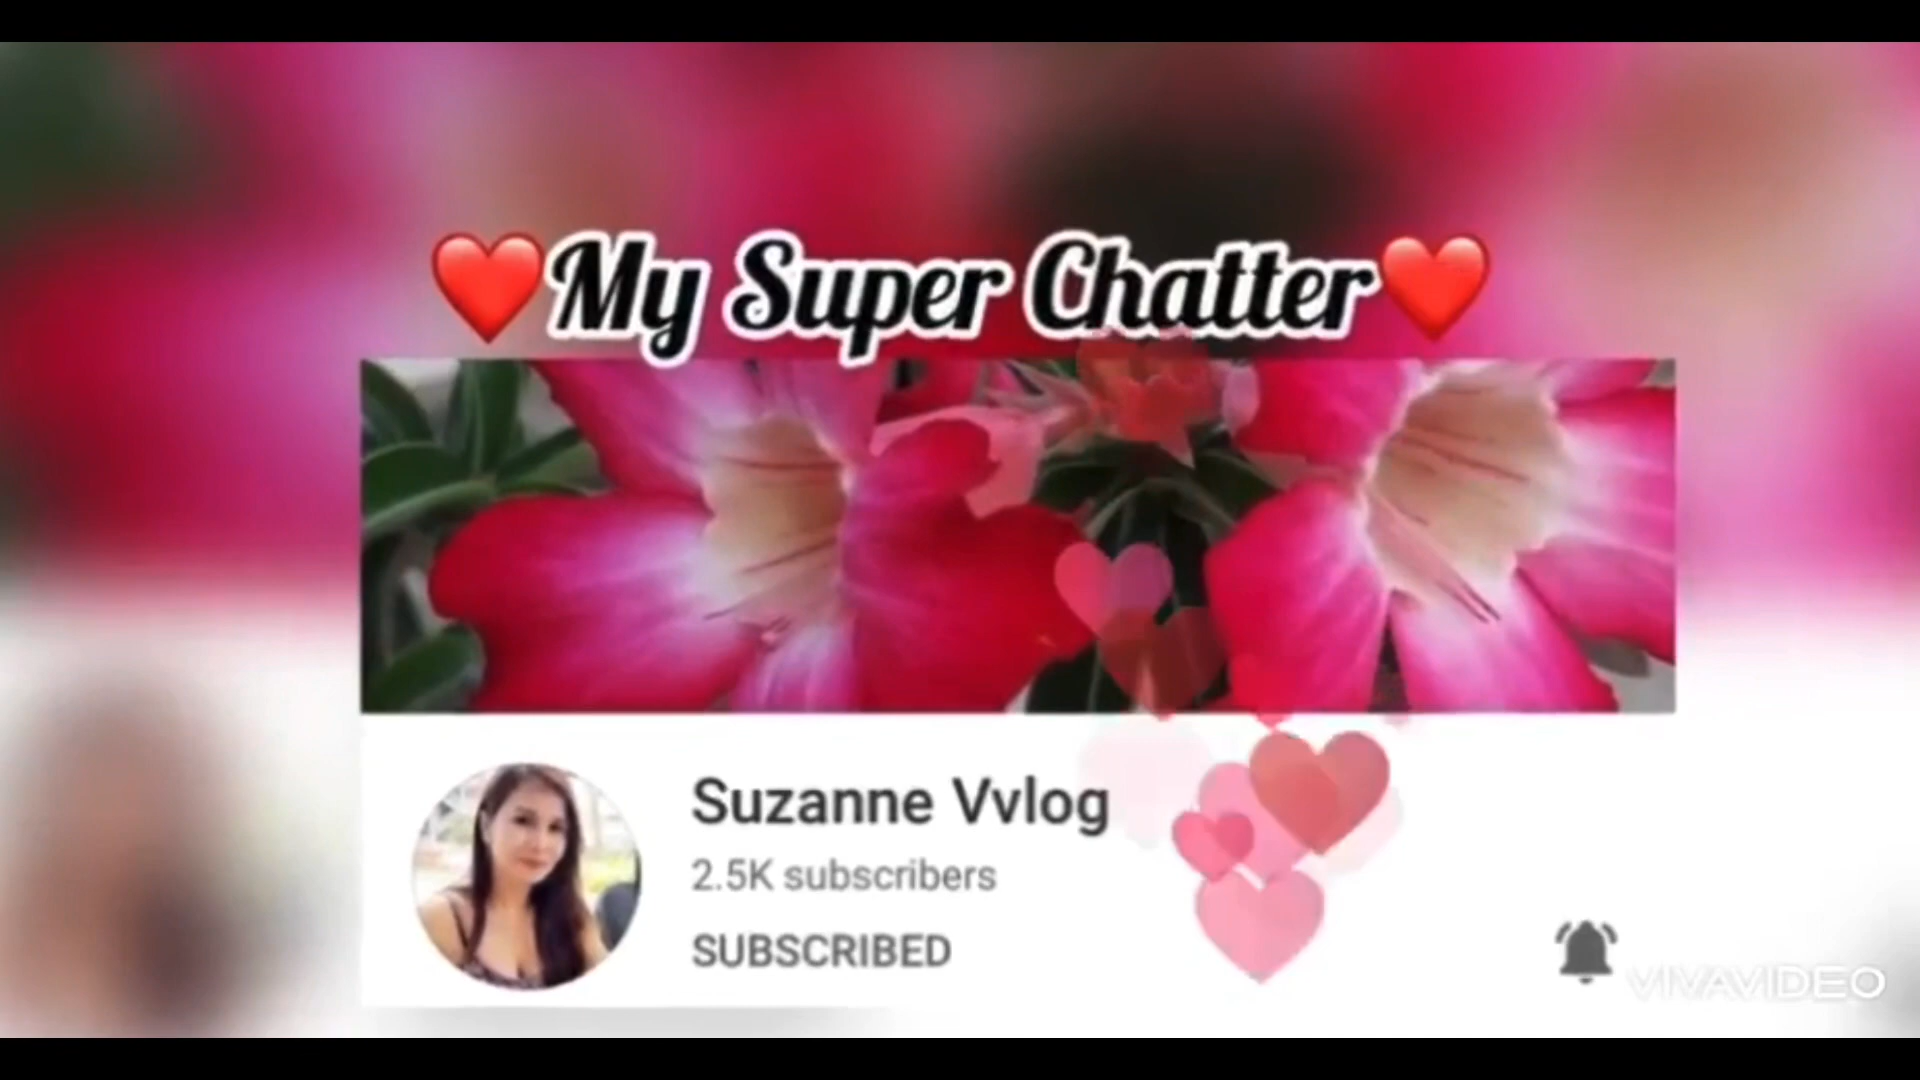 My Super Chatter
Suzanne Vvlog
2.5K subscribers
SUBSCRIBED
VIVAVIDEO